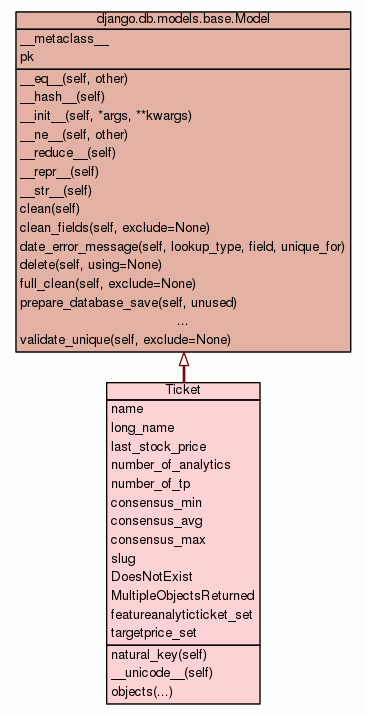 django.db.models.base.Model
__metaclass__
pk
__eq__(self, other)
__hash__(self)
__init__(self, *args, **kwargs)
__ne__(self, other)
__reduce__(self)
__repr__(self)
__str__(self)
clean(self)
clean_fields(self, exclude=None)
date_error_message(self, lookup_type, field, unique_for)
delete(self, using=None)
full_clean(self, exclude=None)
prepare_database_save(self, unused)
...
validate_unique(self, exclude=None)
Ticket
name
long_name
last_stock_price
number_of_analytics
number_of_tp
consensus_min
consensus_avg
consensus_max
slug
DoesNotExist
MultipleObjectsReturned
featureanalyticticket_set
targetprice_set
natural_key(self)
__unicode__(self)
objects(...)